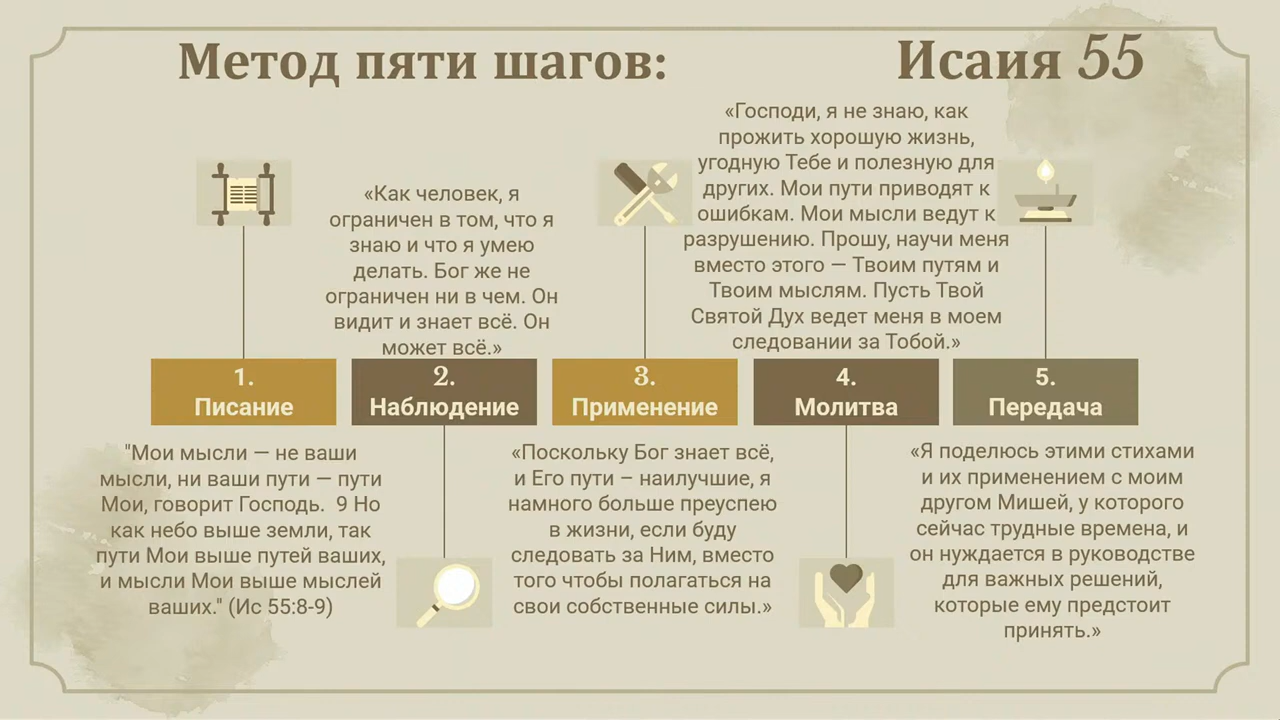 Метод пяти шагов:
Исаия 55
1.
Писание
"Мои мысли — не ваши
мысли, ни ваши пути — пути
Мои, говорит Господь.  9 Но
как небо выше земли, так
пути Мои выше путей ваших,
и мысли Мои выше мыслей
ваших." (Ис 55:8-9)
«Как человек, я
ограничен в том, что я
знаю и что я умею
делать. Бог же не
ограничен ни в чем. Он
видит и знает всё. Он
может всё.»
2.
Наблюдение
3.
Применение
«Поскольку Бог знает всё,
и Его пути – наилучшие, я
намного больше преуспею
в жизни, если буду
следовать за Ним, вместо
того чтобы полагаться на
свои собственные силы.»
«Господи, я не знаю, как
прожить хорошую жизнь,
угодную Тебе и полезную для
других. Мои пути приводят к
ошибкам. Мои мысли ведут к
разрушению. Прошу, научи меня
вместо этого — Твоим путям и
Твоим мыслям. Пусть Твой
Святой Дух ведет меня в моем
следовании за Тобой.»
4.
Молитва
5.
Передача
«Я поделюсь этими стихами
и их применением с моим
другом Мишей, у которого
сейчас трудные времена, и
он нуждается в руководстве
для важных решений,
которые ему предстоит
принять.»